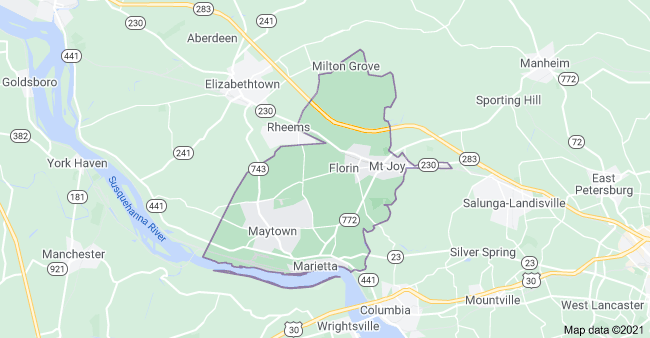 283
241
230
441
Aberdeen
Milton Grove
Manheim
Goldsboro
Elizabethtown
772
Sporting Hill
230
Rheems
382
72
York Haven
241
743
Florin
Mt Joy
230
283
East
Petersburg
181
Susquehanna River
441
Salunga-Landisville
772
Maytown
Manchester
921
Marietta
23
Silver Spring
23
441
30
Mountville
Columbia
West Lancaster
30
Wrightsville
Map data ©2021